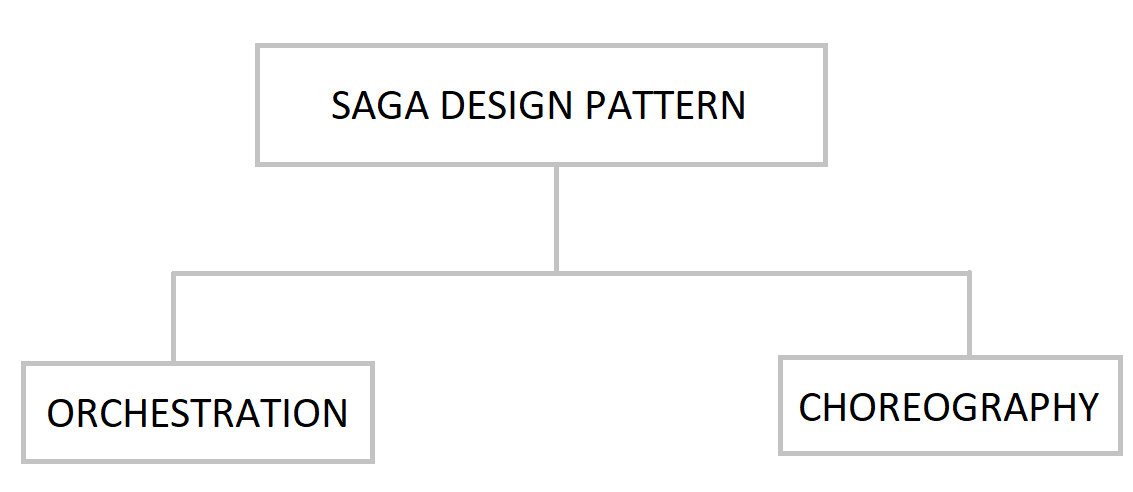 SAGA DESIGN PATTERN
ORCHESTRATION
CHOREOGRAPHY